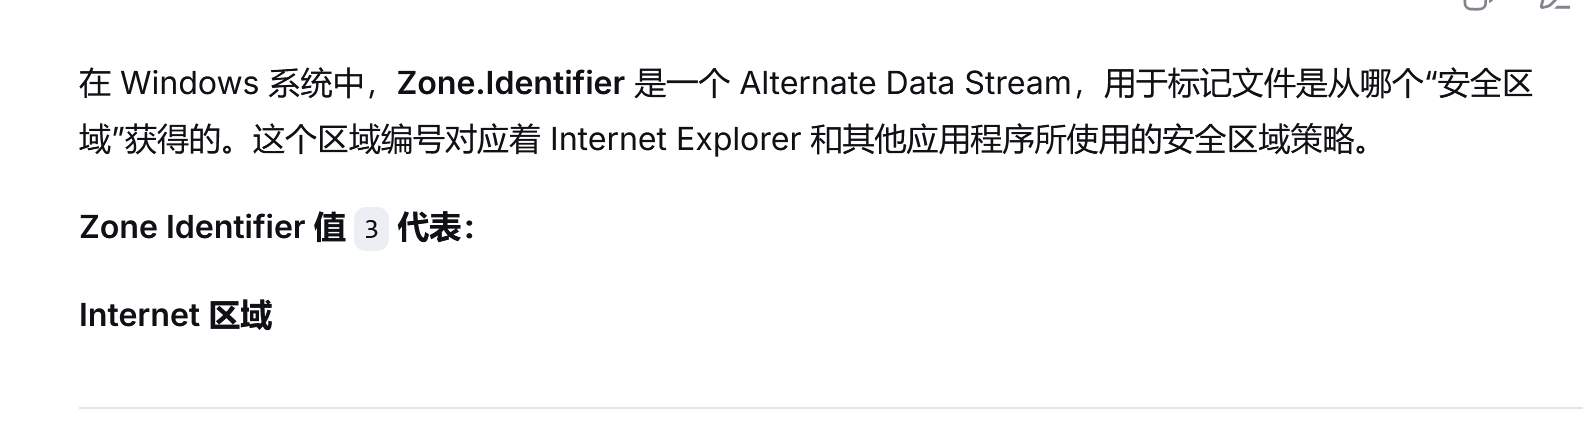 在 Windows 系统中，Zone.Identifier 是一个 Alternate Data Stream，用于标记文件是从哪个“安全区
域”获得的。这个区域编号对应着 Internet Explorer 和其他应用程序所使用的安全区域策略。
Zone Identifier 值 3 代表：
Internet 区域